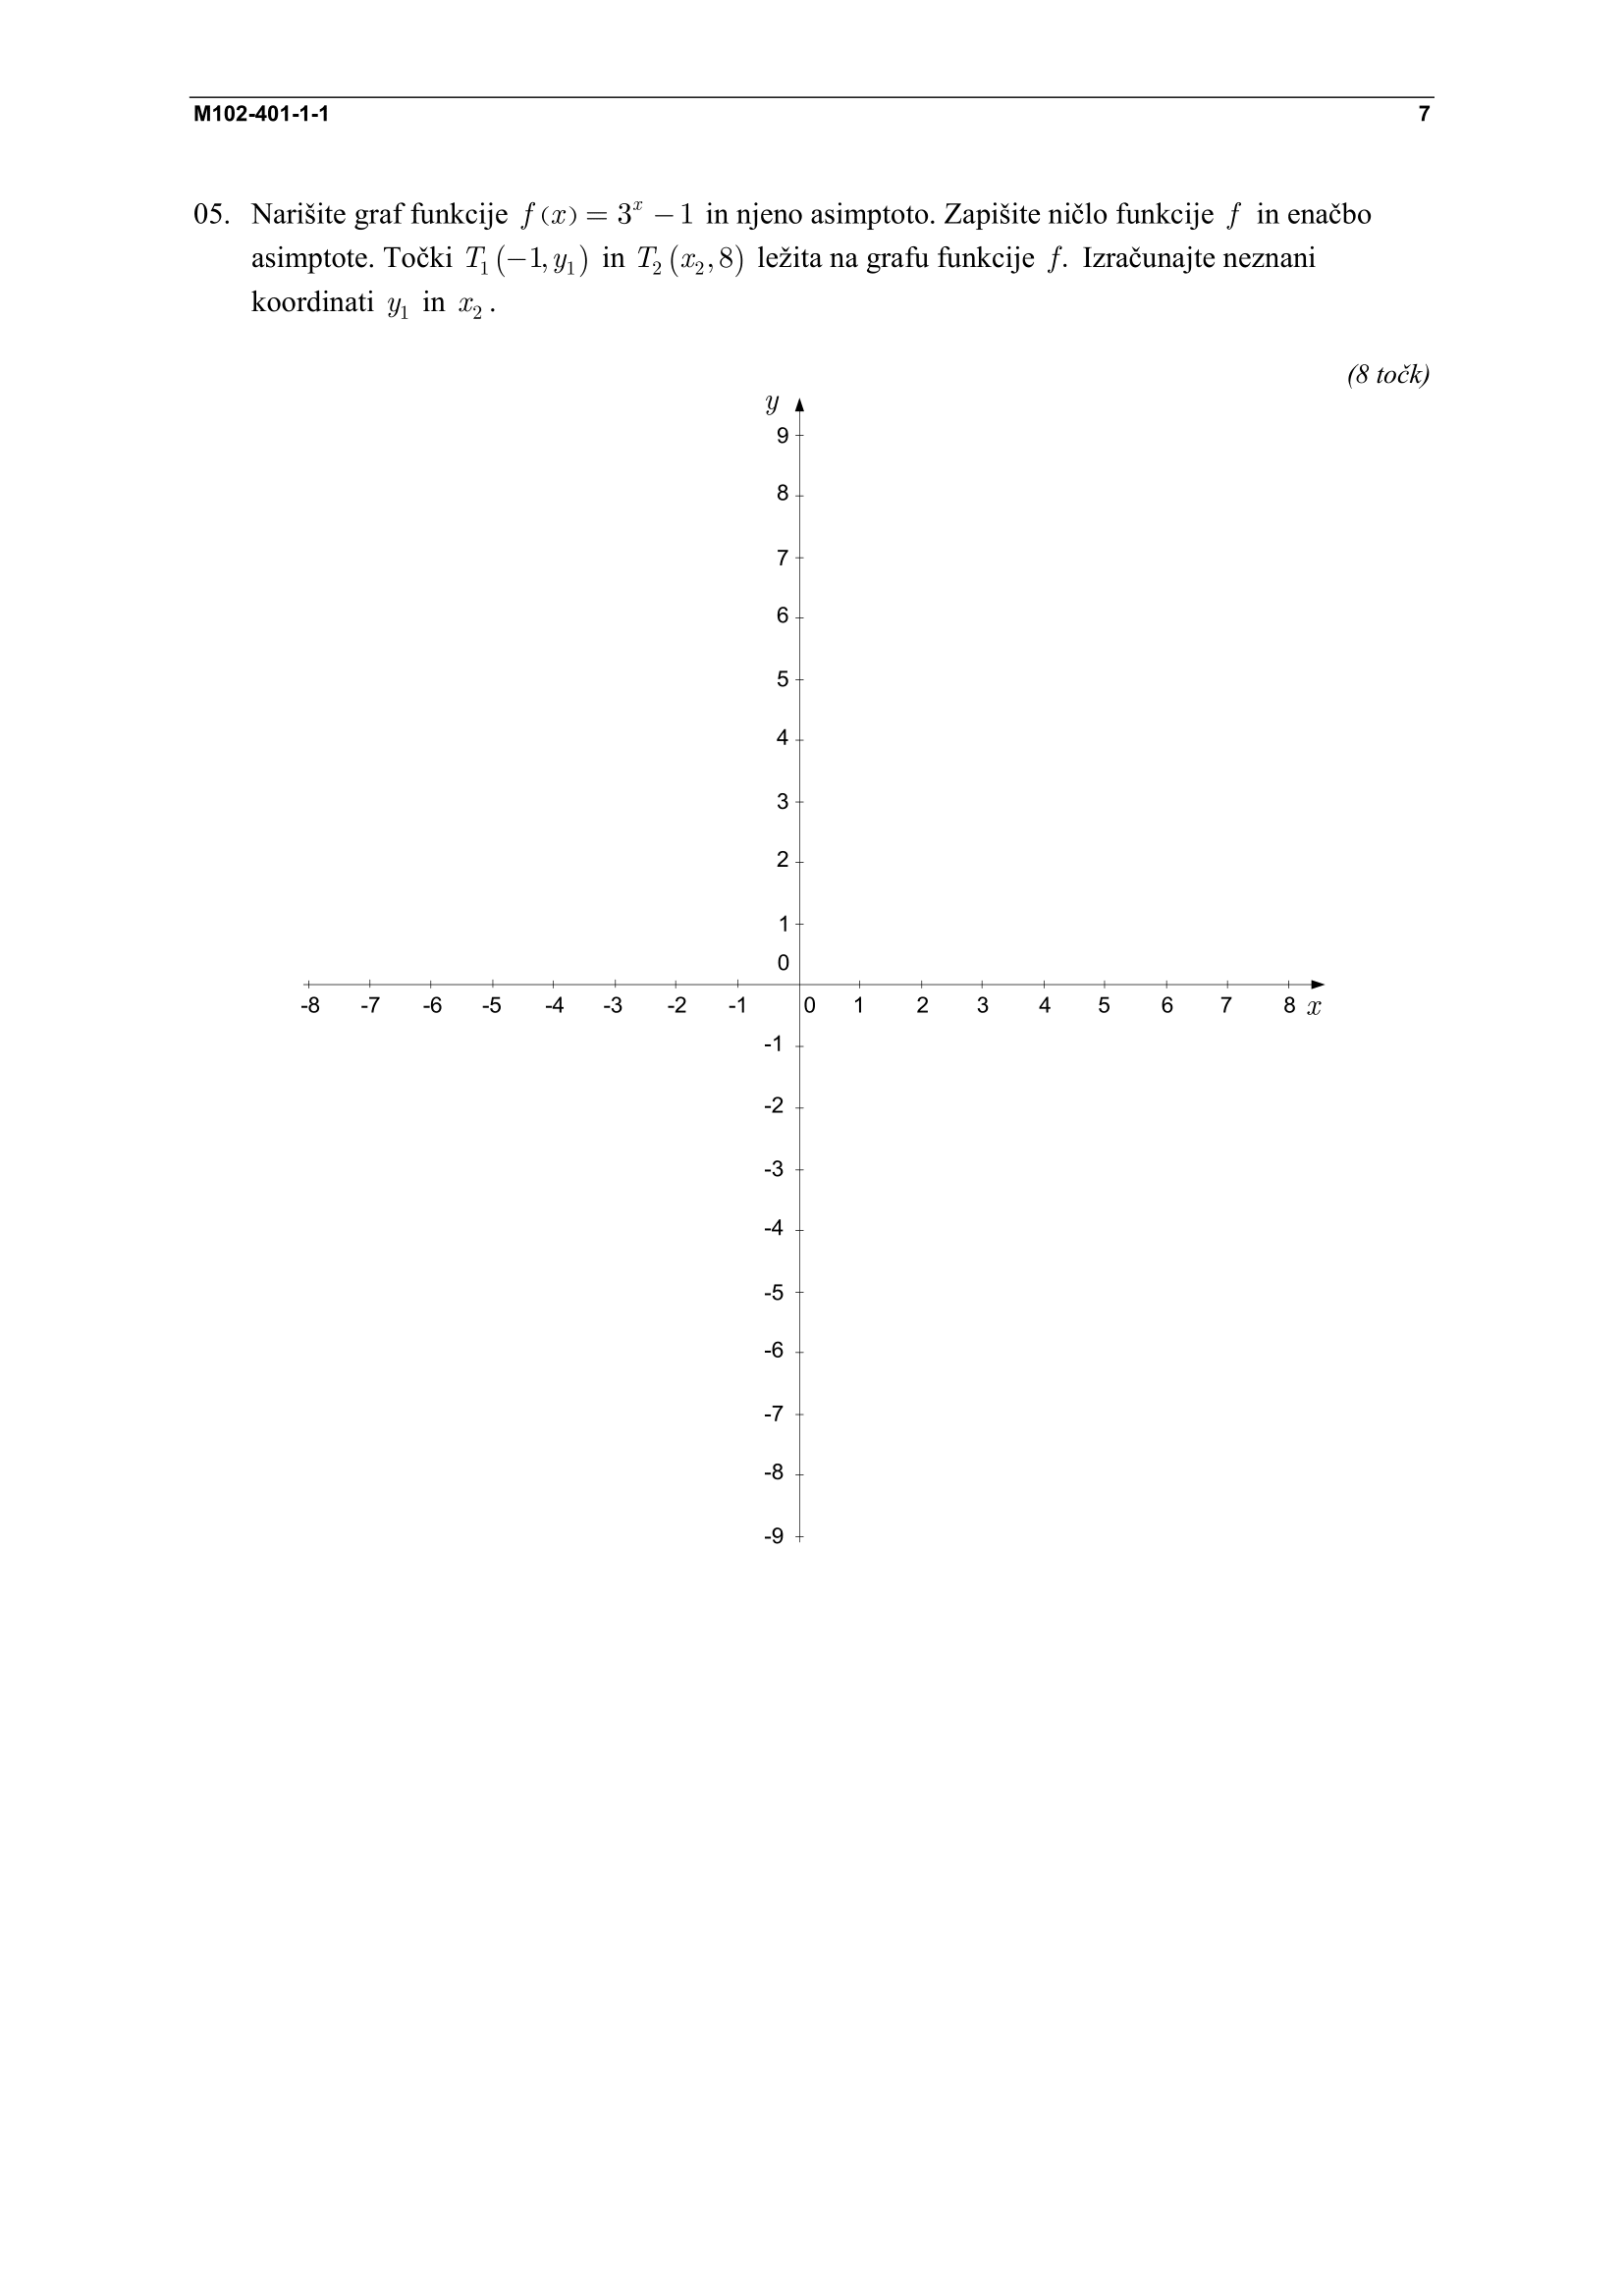 M102-401-1-1 7
05. Narišite graf funkcije f(x) = 3ˣ − 1 in njeno asimptoto. Zapišite ničlo funkcije f in enačbo
asimptote. Točki T₁(−1, y₁) in T₂(x₂, 8) ležita na grafu funkcije f. Izračunajte neznani
koordinati y₁ in x₂.
(8 točk)
y
9
8
7
6
5
4
3
2
1
0
-8 -7 -6 -5 -4 -3 -2 -1 0 1 2 3 4 5 6 7 8 x
-1
-2
-3
-4
-5
-6
-7
-8
-9